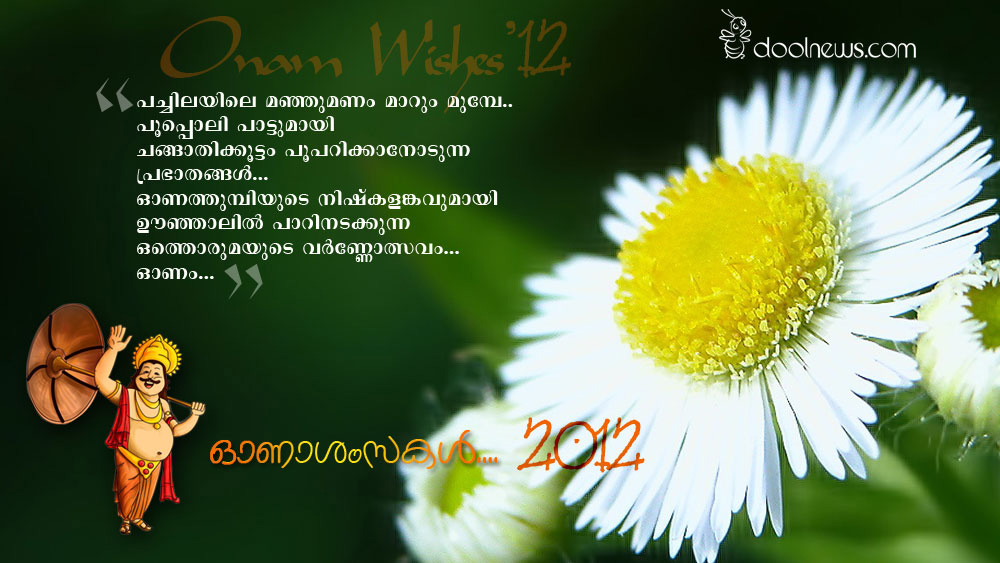 Onam Wishes'12
doolnews.com
“പച്ചിലയിലെ മഞ്ഞുമണം മാറും മുമ്പേ..
പൂപ്പൊലി പാട്ടുമായി
ചങ്ങാതിക്കൂട്ടം പൂപറിക്കാനോടുന്ന
പ്രഭാതങ്ങൾ...
ഓണത്തുമ്പിയുടെ നിഷ്കളങ്കവുമായി
ഊഞ്ഞാലിൽ പാറിനടക്കുന്ന
ഒത്തൊരുമയുടെ വർണ്ണോത്സവം...
ഓണം...”
ഓണാശംസകൾ.... 2012